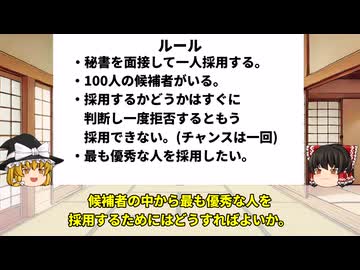 ルール
・秘書を面接して一人採用する。
・100人の候補者がいる。
・採用するかどうかはすぐに
判断し一度拒否するともう
採用できない。(チャンスは一回)
・最も優秀な人を採用したい。
候補者の中から最も優秀な人を
採用するためにはどうすればよいか。